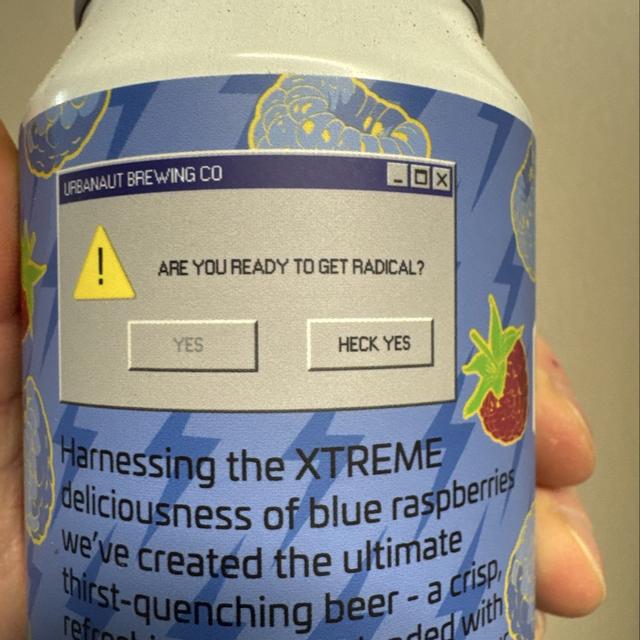 URBANAUT BREWING CO
!
ARE YOU READY TO GET RADICAL?
YES
HECK YES
Harnessing the XTREME
deliciousness of blue raspberries
we've created the ultimate
thirst-quenching beer - a crisp,
with